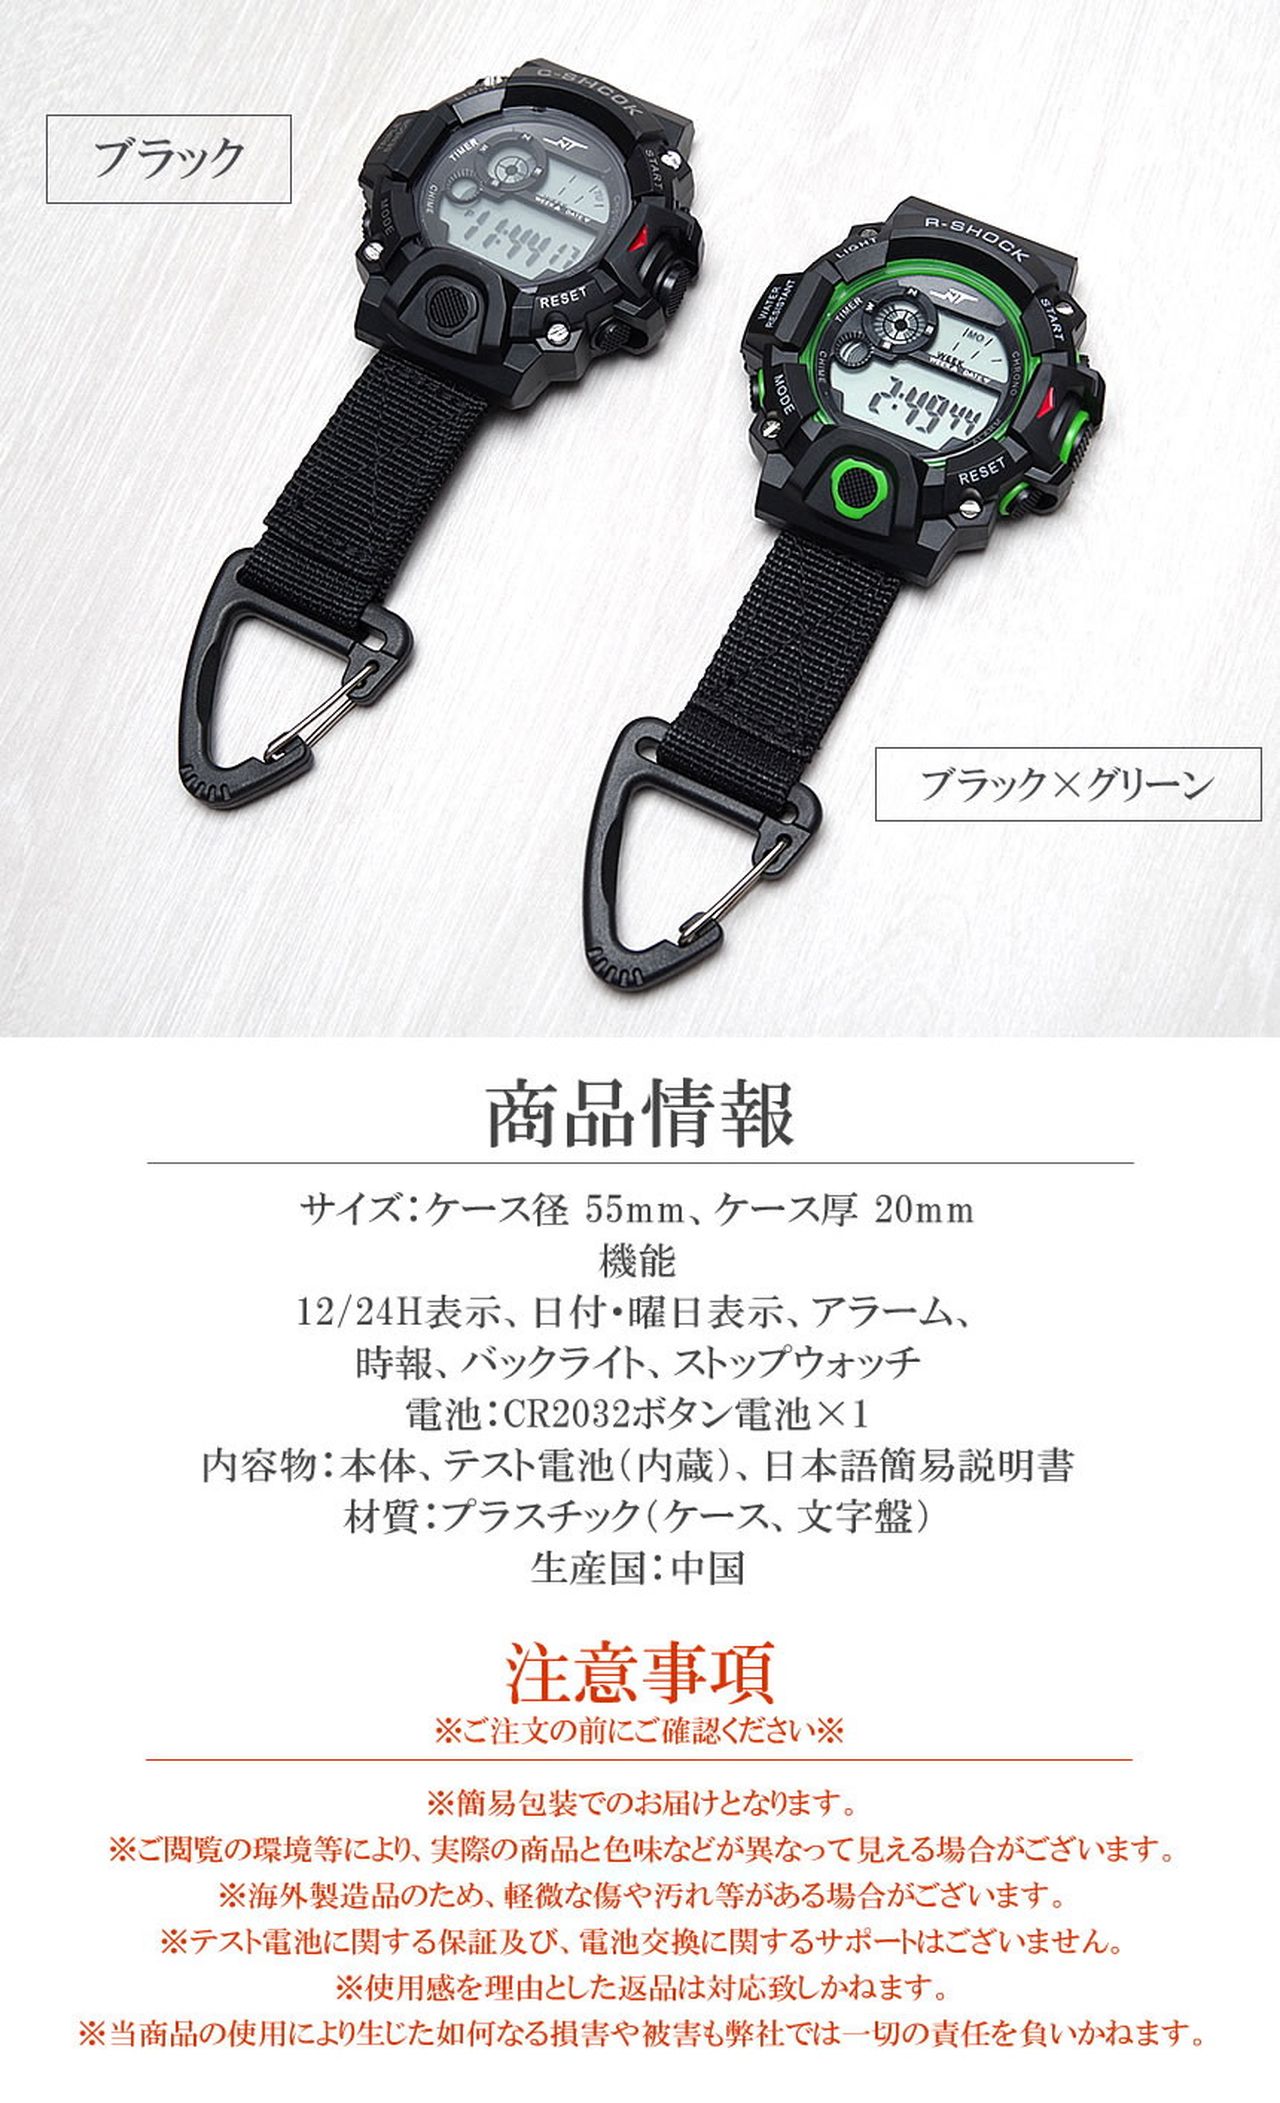 ブラック
C-SHCOK
LIGHT
TIMER
N
W
NT
START
CHIME
WEEK▲ DATE▼
MODE
RESET
R-SHOCK
LIGHT
WATER
RESISTANT
TIMER
N
W
NT
START
MO
11 1
WEEK
WEEK▲ DATE▼
CHRONO
CHIME
2:49 44
MODE
ALARM
RESET
ブラック×グリーン
商品情報
サイズ：ケース径 55mm、ケース厚 20mm
機能
12/24H表示、日付・曜日表示、アラーム、
時報、バックライト、ストップウォッチ
電池：CR2032ボタン電池×1
内容物：本体、テスト電池（内蔵）、日本語簡易説明書
材質：プラスチック（ケース、文字盤）
生産国：中国
注意事項
※ご注文の前にご確認ください※
※簡易包装でのお届けとなります。
※ご閲覧の環境等により、実際の商品と色味などが異なって見える場合がございます。
※海外製造品のため、軽微な傷や汚れ等がある場合がございます。
※テスト電池に関する保証及び、電池交換に関するサポートはございません。
※使用感を理由とした返品は対応致しかねます。
※当商品の使用により生じた如何なる損害や被害も弊社では一切の責任を負いかねます。